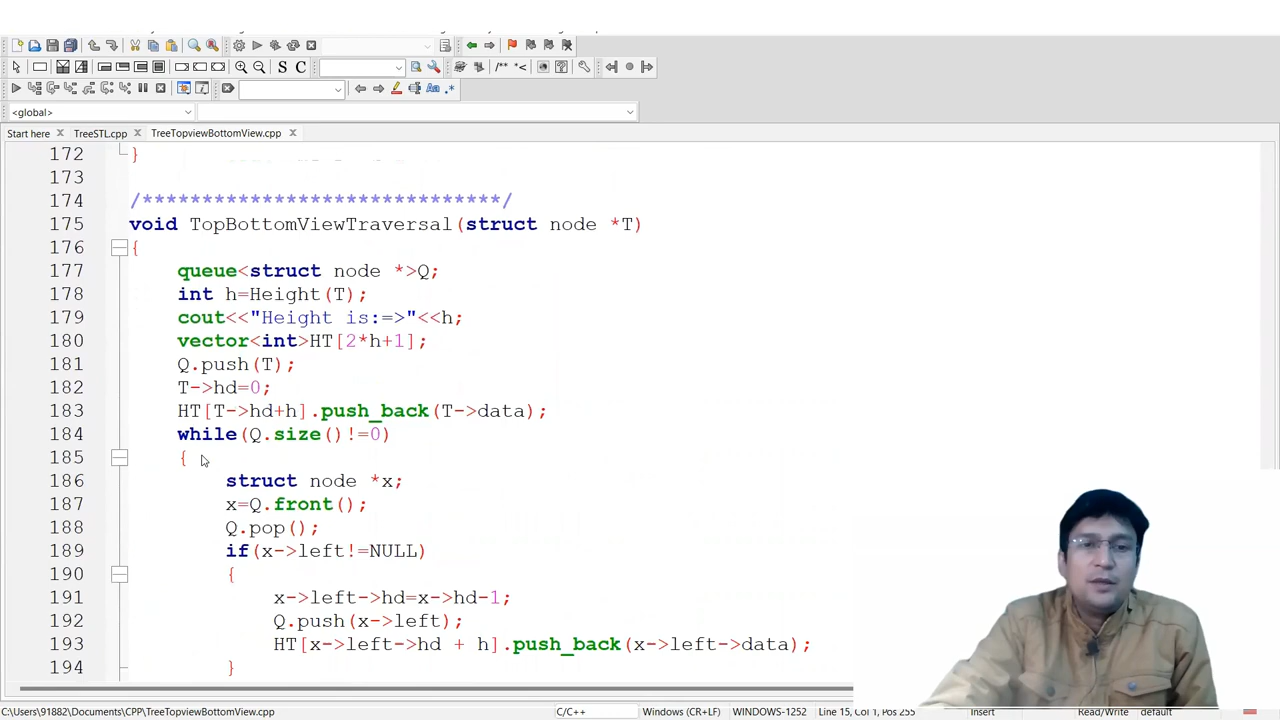 <global>
Start here
TreeSTL.cpp
TreeTopviewBottomView.cpp
172 }
173
174 /******************************/
175 void TopBottomViewTraversal(struct node *T)
176 {
177 queue<struct node *>Q;
178 int h=Height(T);
179 cout<<"Height is:=>"<<h;
180 vector<int>HT[2*h+1];
181 Q.push(T);
182 T->hd=0;
183 HT[T->hd+h].push_back(T->data);
184 while(Q.size()!=0)
185 {
186 struct node *x;
187 x=Q.front();
188 Q.pop();
189 if(x->left!=NULL)
190 {
191 x->left->hd=x->hd-1;
192 Q.push(x->left);
193 HT[x->left->hd + h].push_back(x->left->data);
194 }
C:\Users\91882\Documents\CPP\TreeTopviewBottomView.cpp C/C++ Windows (CR+LF) WINDOWS-1252 Line 15, Col 1, Pos 255 Insert Read/Write default